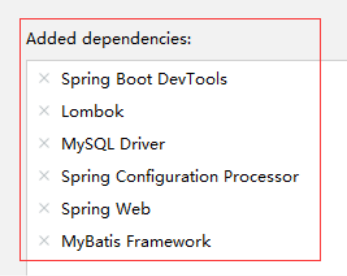 Added dependencies:
Spring Boot DevTools
Lombok
MySQL Driver
Spring Configuration Processor
Spring Web
MyBatis Framework